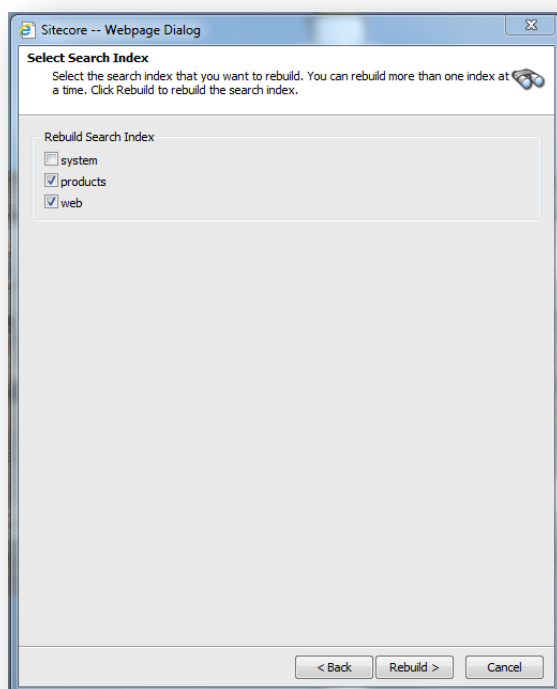 Sitecore -- Webpage Dialog
X
Select Search Index
Select the search index that you want to rebuild. You can rebuild more than one index at
a time. Click Rebuild to rebuild the search index.
Rebuild Search Index
system
products
web
< Back
Rebuild >
Cancel